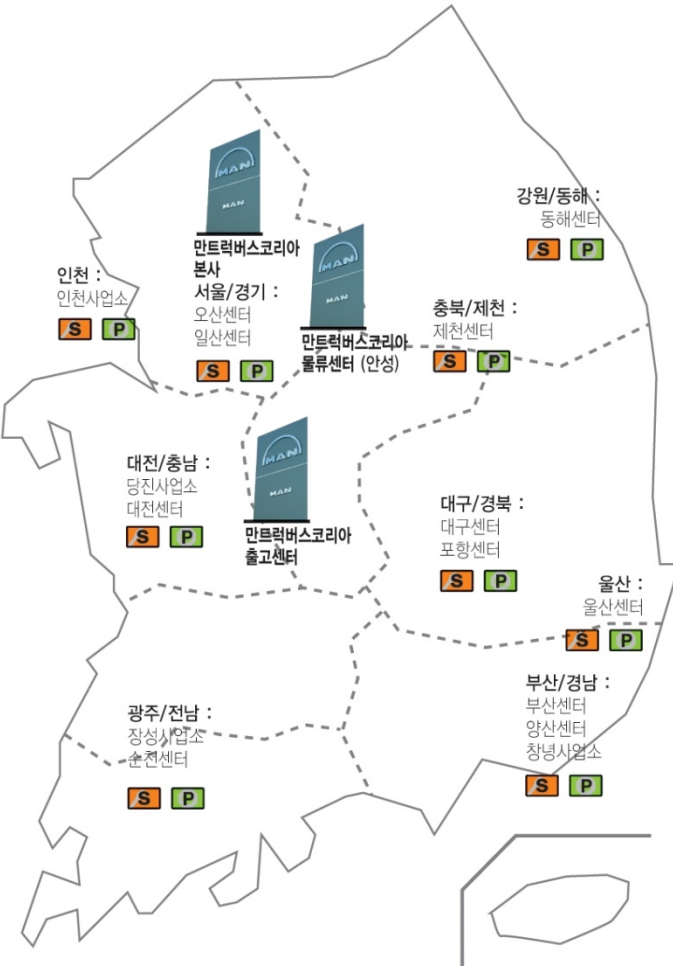 MAN
MAN
만트럭버스코리아
본사
서울/경기 :
오산센터
일산센터
S P
강원/동해 :
동해센터
S P
인천 :
인천사업소
S P
MAN
MAN
만트럭버스코리아
물류센터 (안성)
충북/제천 :
제천센터
S P
대전/충남 :
당진사업소
대전센터
S P
MAN
MAN
만트럭버스코리아
출고센터
대구/경북 :
대구센터
포항센터
S P
울산 :
울산센터
S P
광주/전남 :
장성사업소
순천센터
S P
부산/경남 :
부산센터
양산센터
창녕사업소
S P